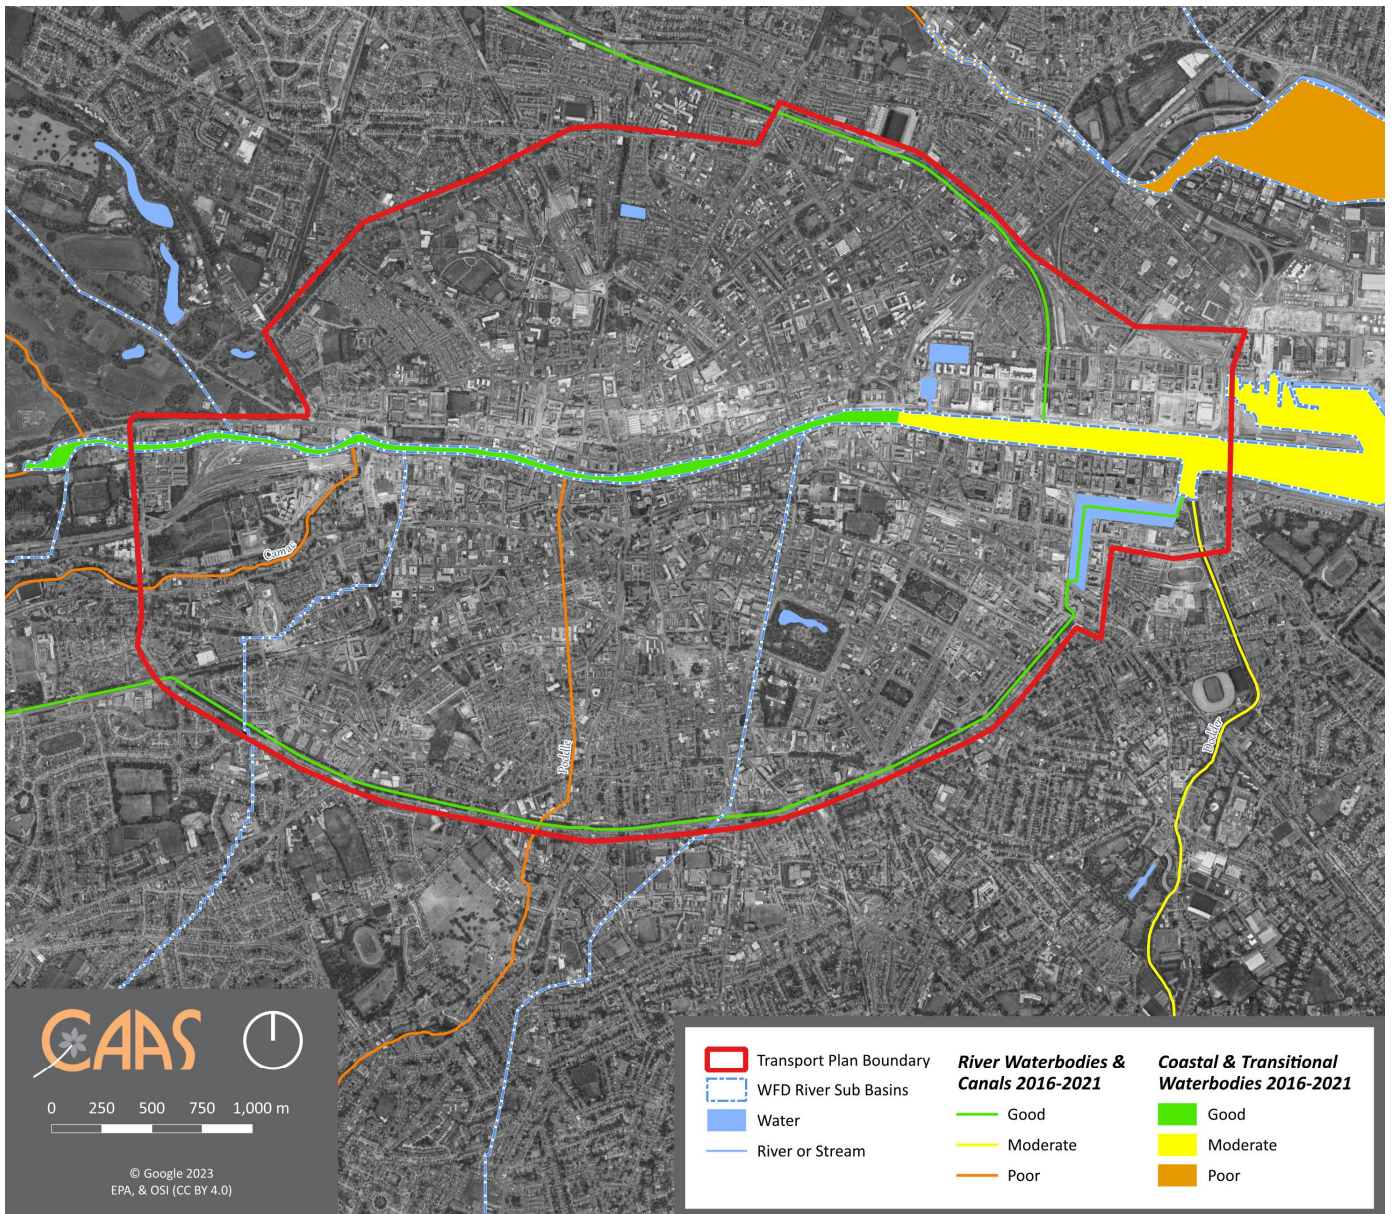 Camac
Poddle
Dodder
CAAS
0 250 500 750 1,000 m
© Google 2023
EPA, & OSI (CC BY 4.0)
Transport Plan Boundary
WFD River Sub Basins
Water
River or Stream
River Waterbodies &
Canals 2016-2021
Good
Moderate
Poor
Coastal & Transitional
Waterbodies 2016-2021
Good
Moderate
Poor